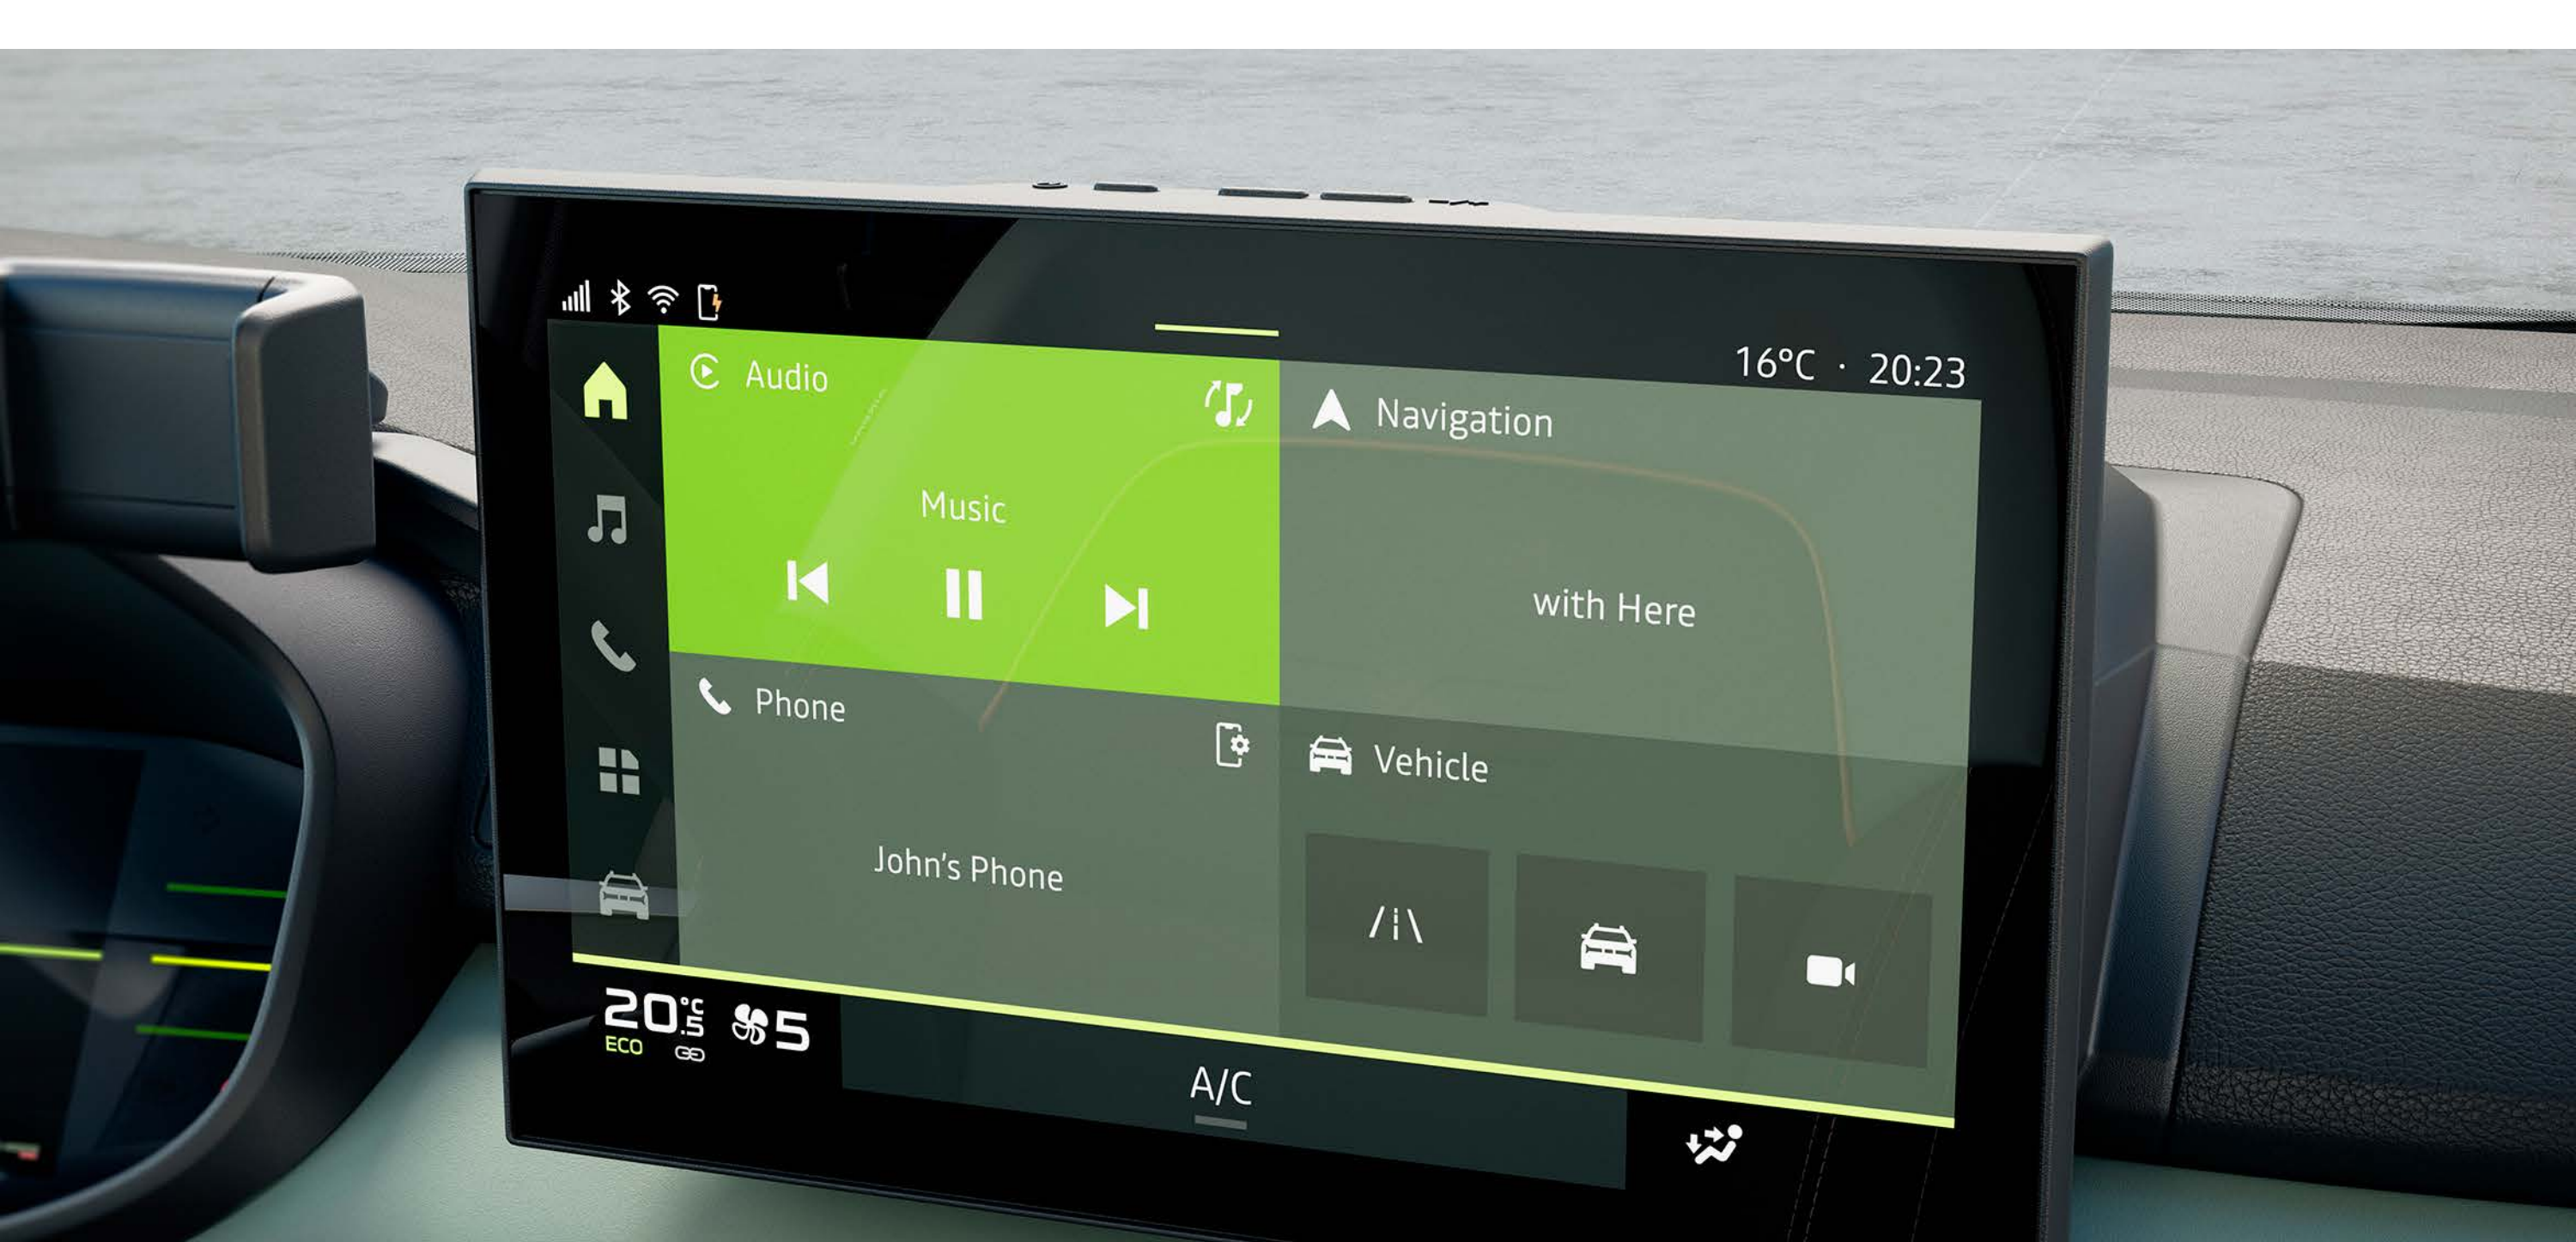 16°C · 20:23
Audio
Navigation
Music
with Here
Phone
Vehicle
John's Phone
20.5 °C
5
ECO
A/C